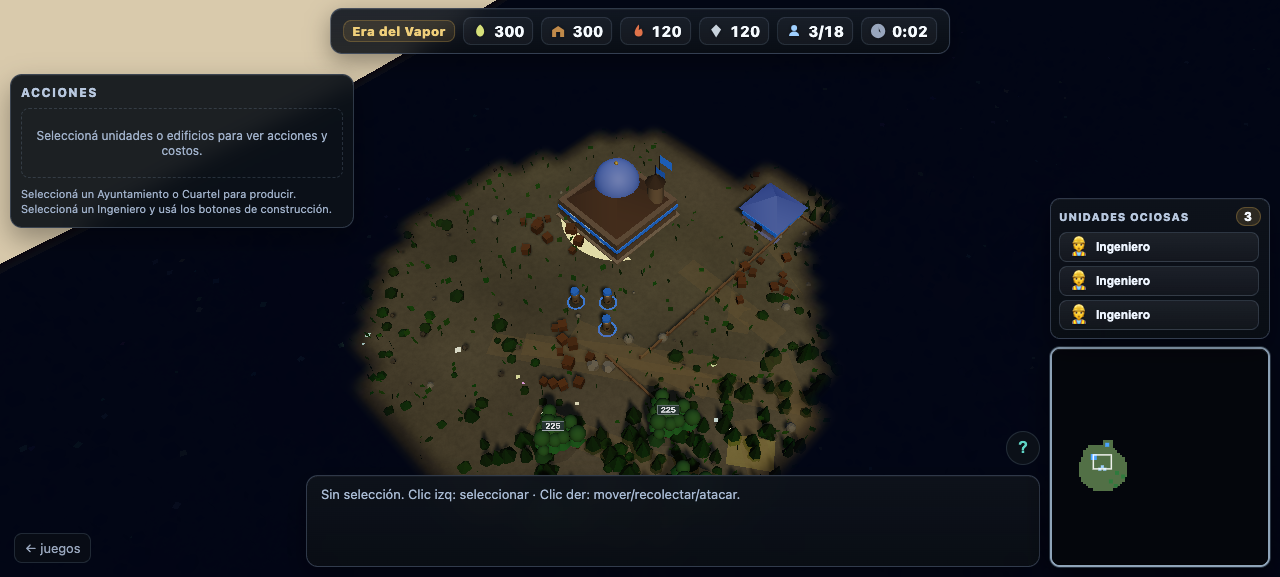 Era del Vapor 300 300 120 120 3/18 0:02
ACCIONES
Seleccioná unidades o edificios para ver acciones y
costos.
Seleccioná un Ayuntamiento o Cuartel para producir.
Seleccioná un Ingeniero y usá los botones de construcción.
UNIDADES OCIOSAS 3
Ingeniero
Ingeniero
Ingeniero
225
225
?
Sin selección. Clic izq: seleccionar · Clic der: mover/recolectar/atacar.
← juegos